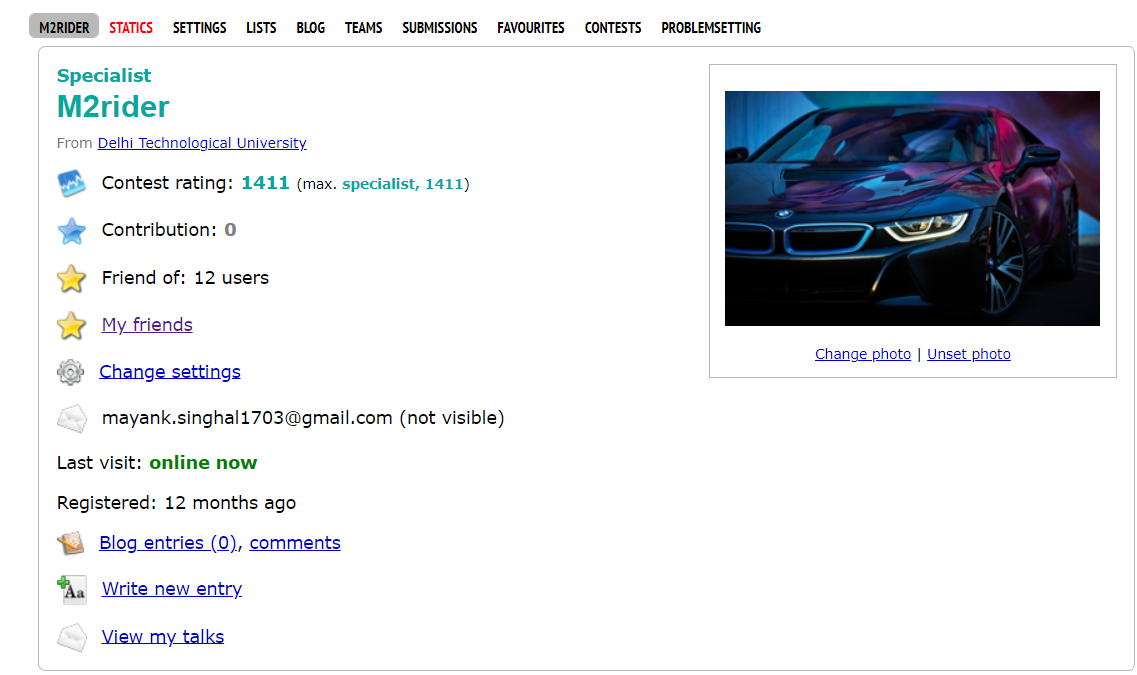 M2RIDER STATICS SETTINGS LISTS BLOG TEAMS SUBMISSIONS FAVOURITES CONTESTS PROBLEMSETTING
Specialist
M2rider
From Delhi Technological University
Contest rating: 1411 (max. specialist, 1411)
Contribution: 0
Friend of: 12 users
My friends
Change settings
mayank.singhal1703@gmail.com (not visible)
Last visit: online now
Registered: 12 months ago
Blog entries (0), comments
Write new entry
View my talks
Change photo | Unset photo